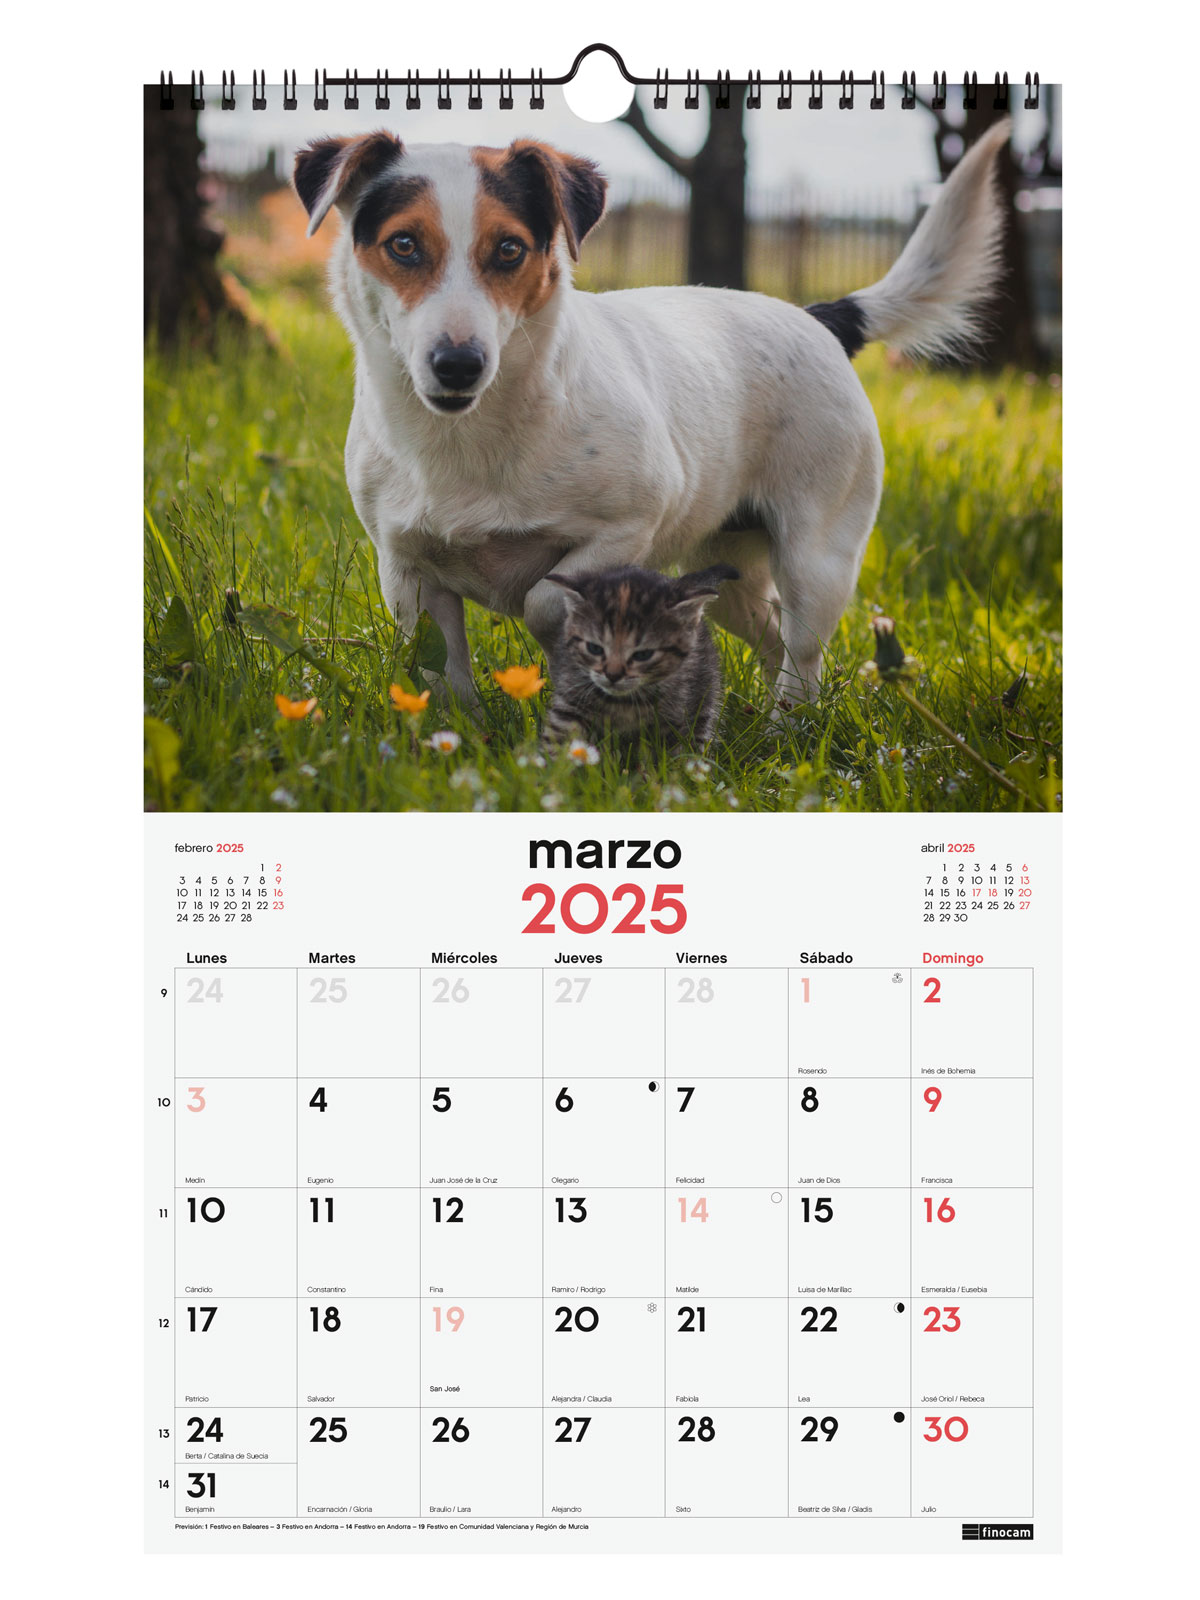 marzo
2025
febrero 2025
1 2
3 4 5 6 7 8 9
10 11 12 13 14 15 16
17 18 19 20 21 22 23
24 25 26 27 28
abril 2025
1 2 3 4 5 6
7 8 9 10 11 12 13
14 15 16 17 18 19 20
21 22 23 24 25 26 27
28 29 30
Lunes Martes Miércoles Jueves Viernes Sábado Domingo
9 24 25 26 27 28 1 2
Rosendo Inés de Bohemia
10 3 4 5 6 7 8 9
Medín Eugenio Juan José de la Cruz Olegario Felicidad Juan de Dios Francisca
11 10 11 12 13 14 15 16
Cándido Constantino Fina Ramiro / Rodrigo Matilde Luisa de Marillac Esmeralda / Eusebia
12 17 18 19 20 21 22 23
San José
Patricio Salvador Alejandra / Claudia Fabiola Lea José Oriol / Rebeca
13 24 25 26 27 28 29 30
Berta / Catalina de Suecia
14 31
Benjamín Encarnación / Gloria Braulio / Lara Alejandro Sixto Beatriz de Silva / Gladis Julio
Previsión: 1 Festivo en Baleares – 3 Festivo en Andorra – 14 Festivo en Andorra – 19 Festivo en Comunidad Valenciana y Región de Murcia
finocam